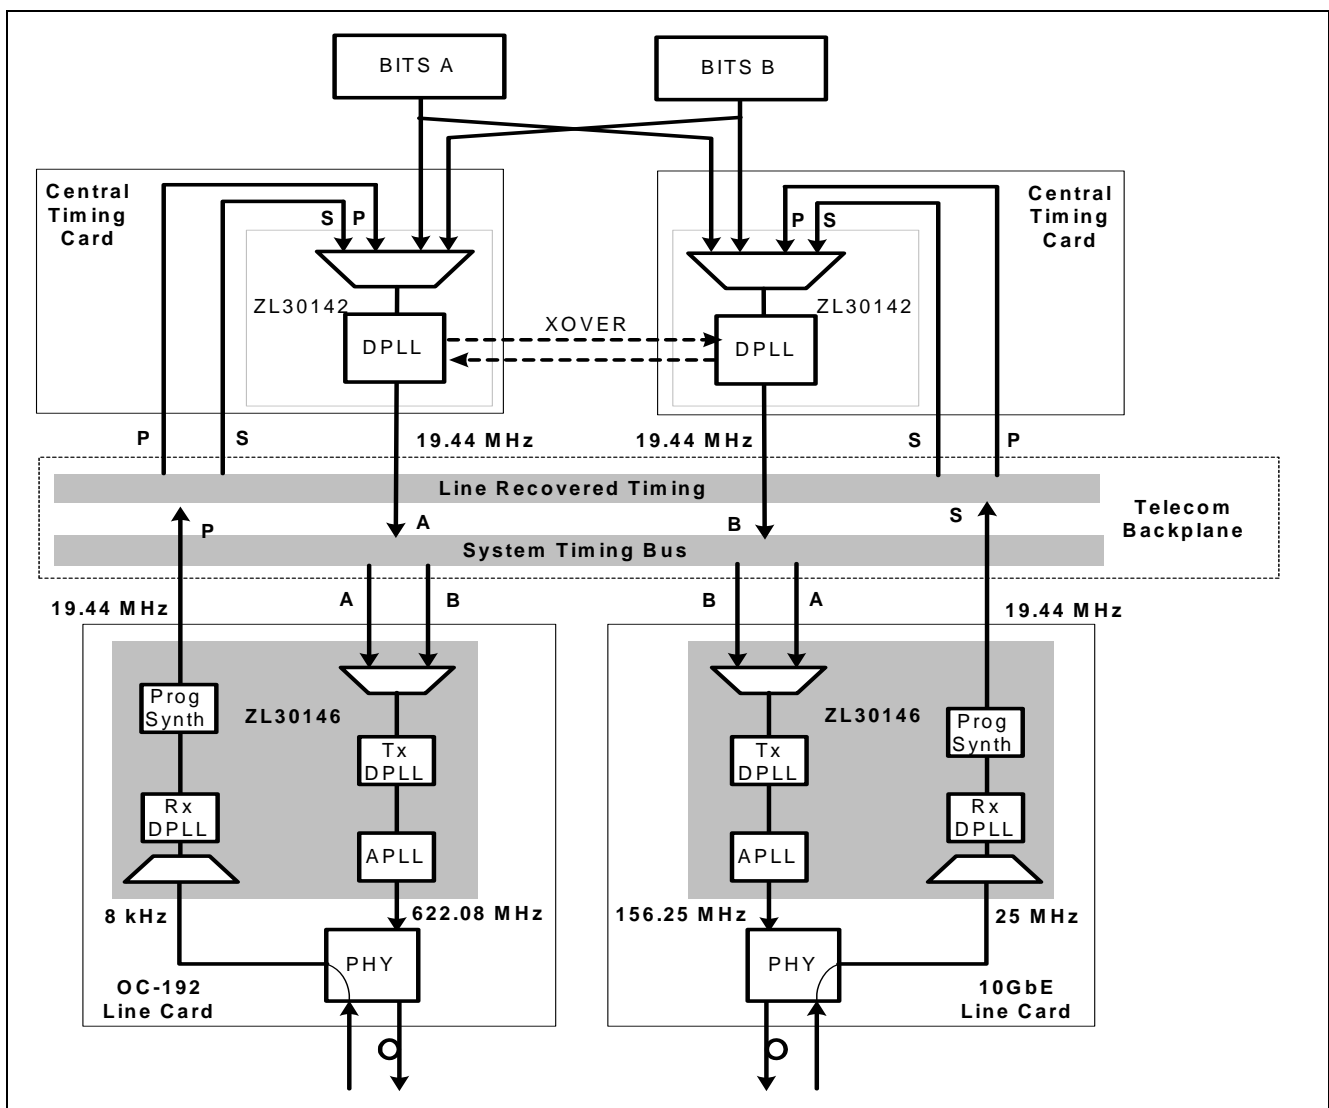 BITS A
BITS B
Central
Timing
Card
Central
Timing
Card
S P
P S
ZL30142
ZL30142
XOVER
DPLL
DPLL
P
S
19.44 MHz
19.44 MHz
S
P
Line Recovered Timing
Telecom
Backplane
P
A
B
S
System Timing Bus
A
B
B
A
19.44 MHz
19.44 MHz
Prog
Synth
ZL30146
ZL30146
Prog
Synth
Tx
DPLL
Tx
DPLL
Rx
DPLL
Rx
DPLL
APLL
APLL
8 kHz
622.08 MHz
156.25 MHz
25 MHz
PHY
PHY
OC-192
Line Card
10GbE
Line Card